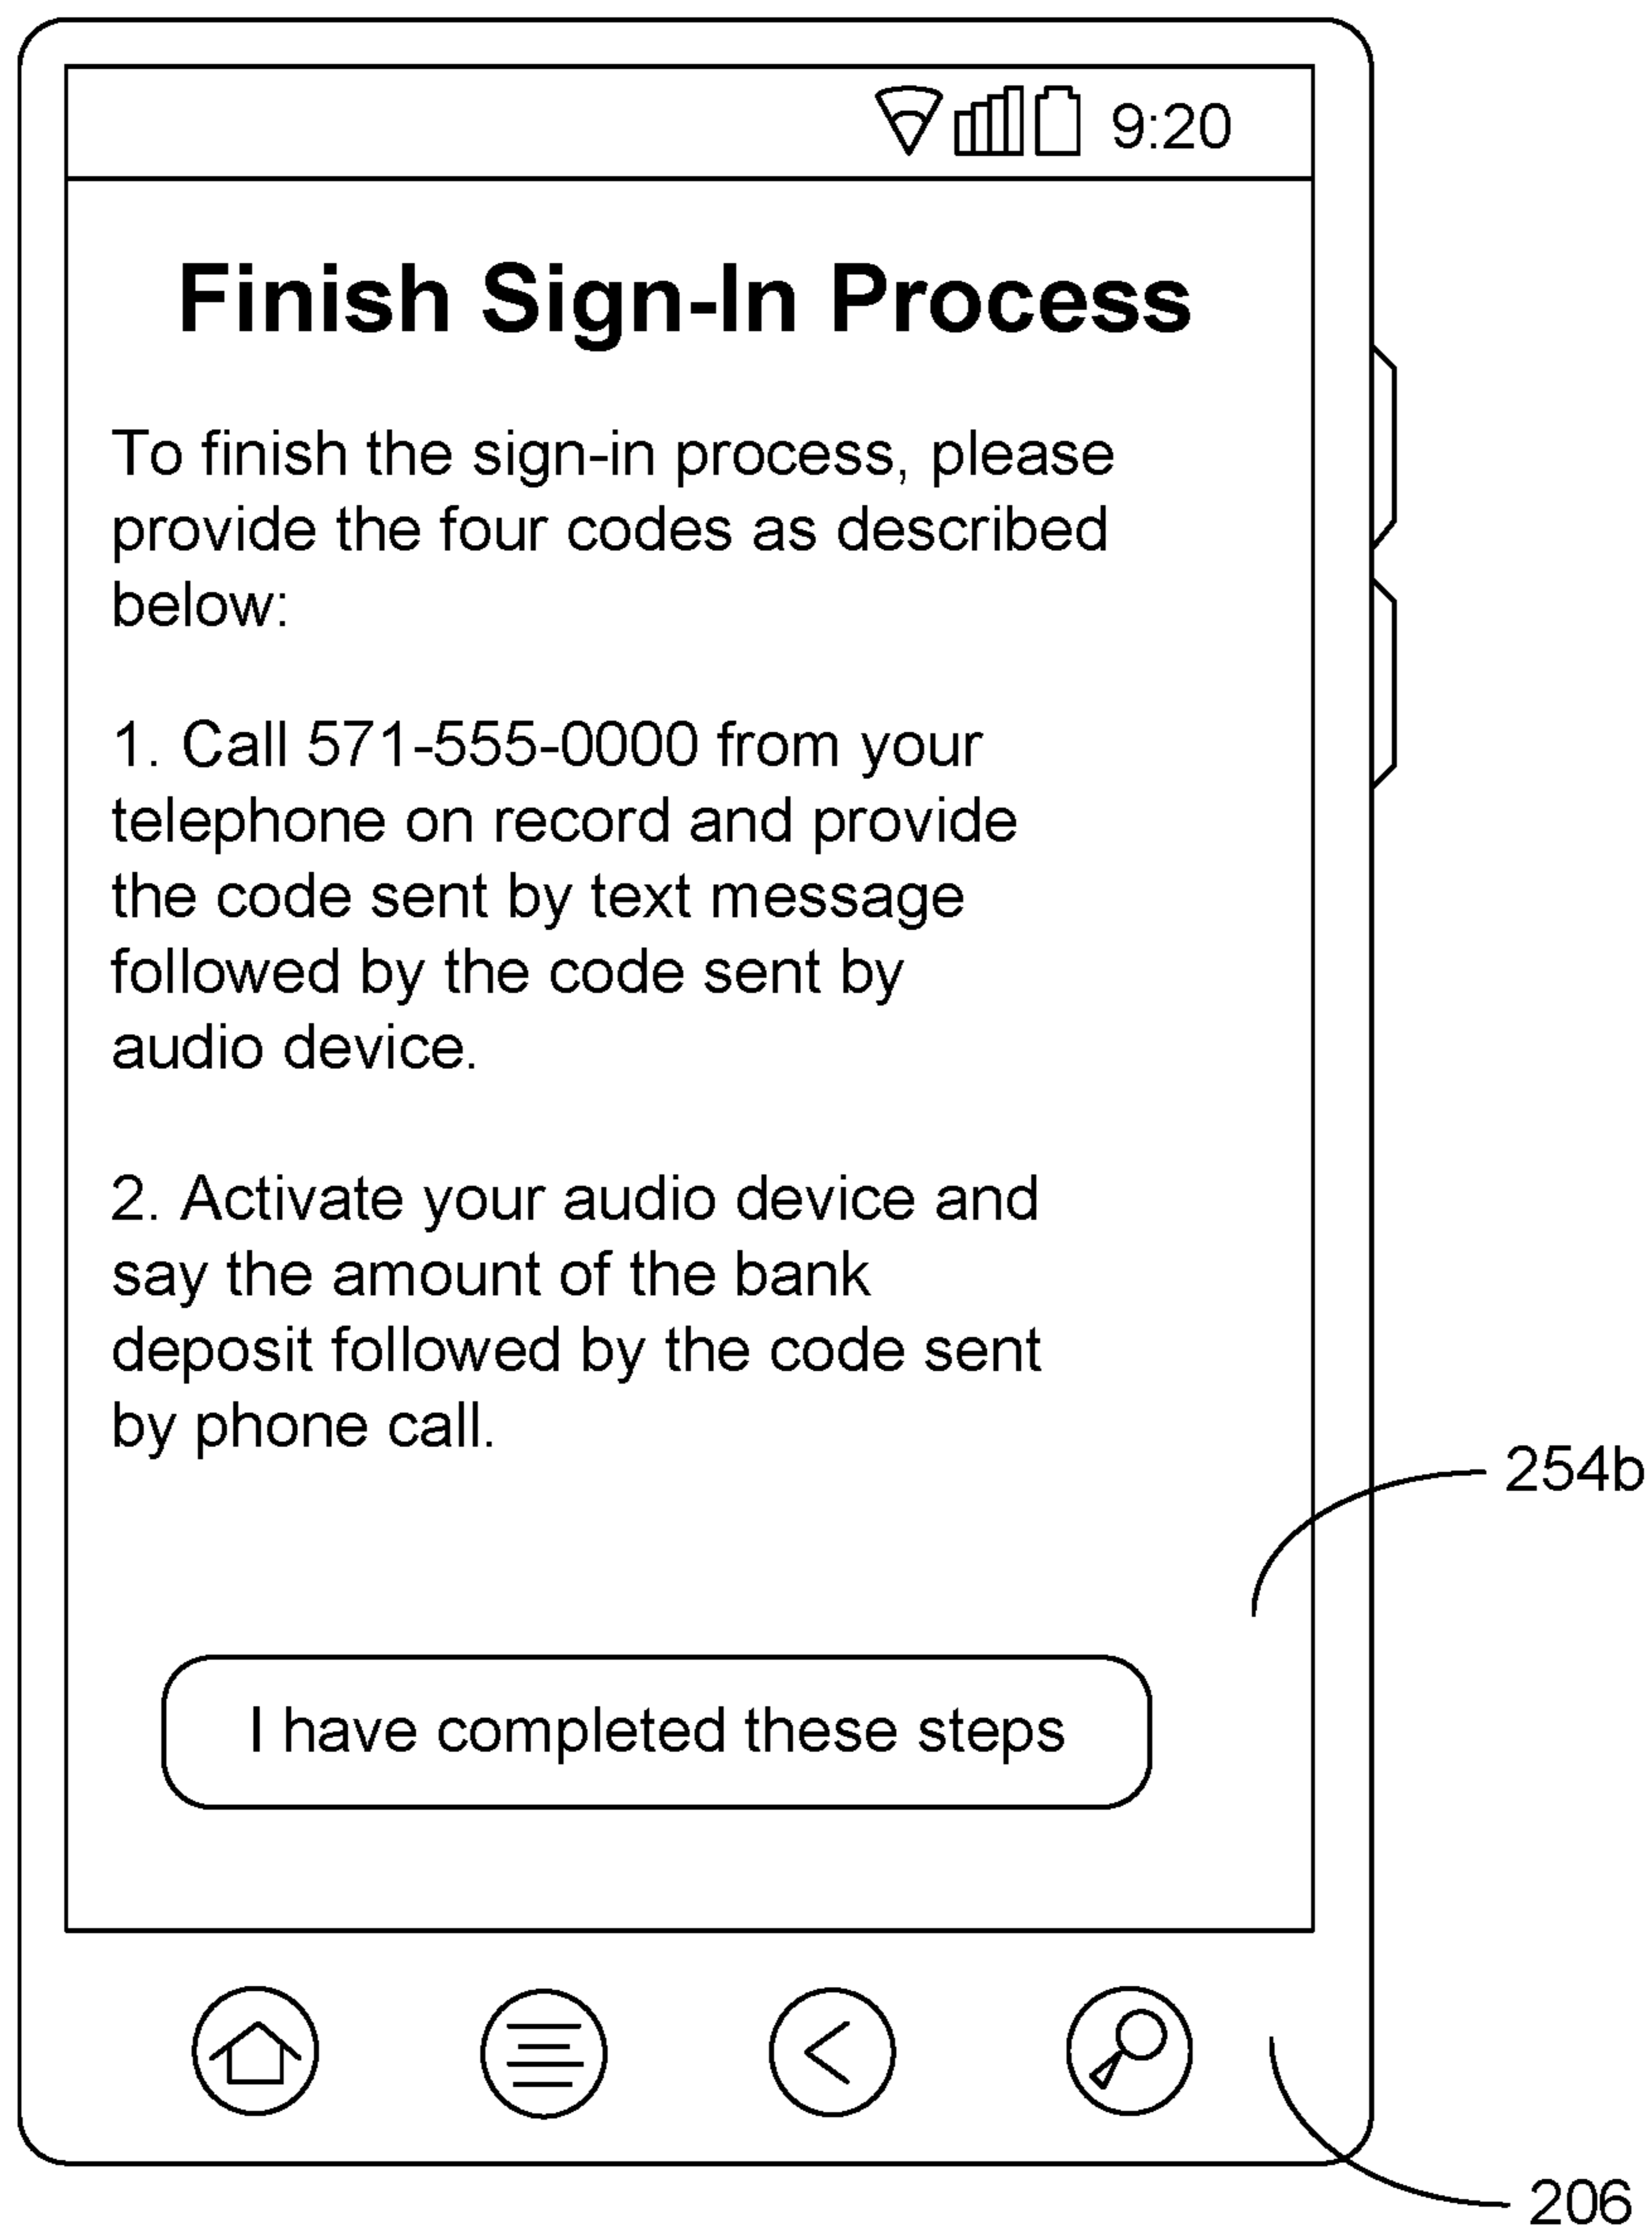 9:20
Finish Sign-In Process
To finish the sign-in process, please
provide the four codes as described
below:
1. Call 571-555-0000 from your
telephone on record and provide
the code sent by text message
followed by the code sent by
audio device.
2. Activate your audio device and
say the amount of the bank
deposit followed by the code sent
by phone call.
254b
I have completed these steps
206